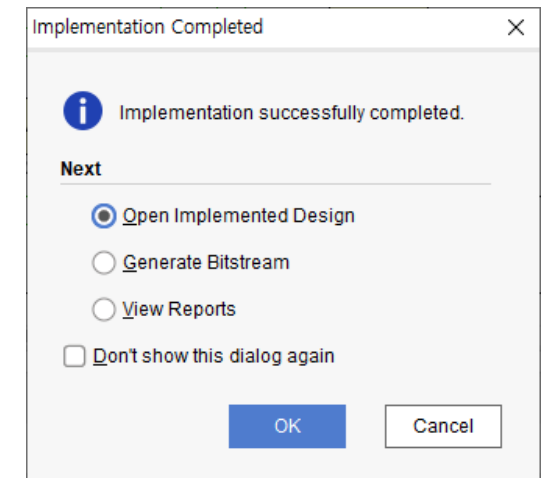 Implementation Completed
Implementation successfully completed.
Next
Open Implemented Design
Generate Bitstream
View Reports
Don't show this dialog again
OK
Cancel